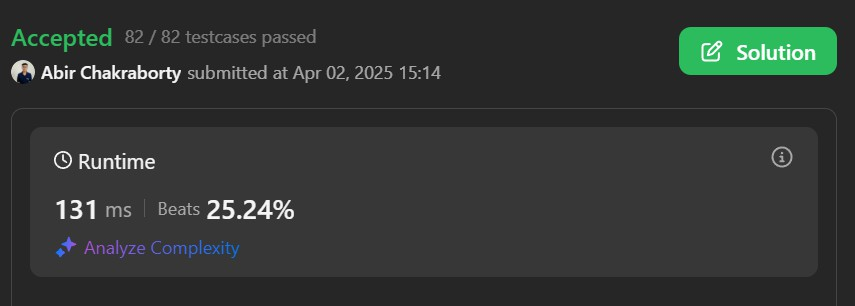 Accepted 82 / 82 testcases passed
Solution
Abir Chakraborty submitted at Apr 02, 2025 15:14
Runtime
131 ms Beats 25.24%
Analyze Complexity